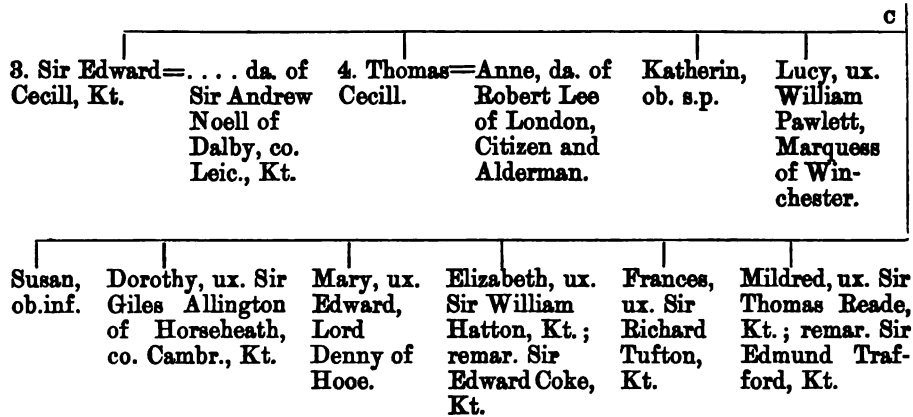 C
3. Sir Edward=.... da. of
Cecill, Kt.
Sir Andrew
Noell of
Dalby, co.
Leic., Kt.
4. Thomas=Anne, da. of
Cecill.
Robert Lee
of London,
Citizen and
Alderman.
Katherin,
ob. s.p.
Lucy, ux.
William
Pawlett,
Marquess
of Win-
chester.
Susan,
ob.inf.
Dorothy, ux. Sir
Giles Allington
of Horseheath,
co. Cambr., Kt.
Mary, ux.
Edward,
Lord
Denny of
Hooe.
Elizabeth, ux.
Sir William
Hatton, Kt.;
remar. Sir
Edward Coke,
Kt.
Frances,
ux. Sir
Richard
Tufton,
Kt.
Mildred, ux. Sir
Thomas Reade,
Kt.; remar. Sir
Edmund Traf-
ford, Kt.